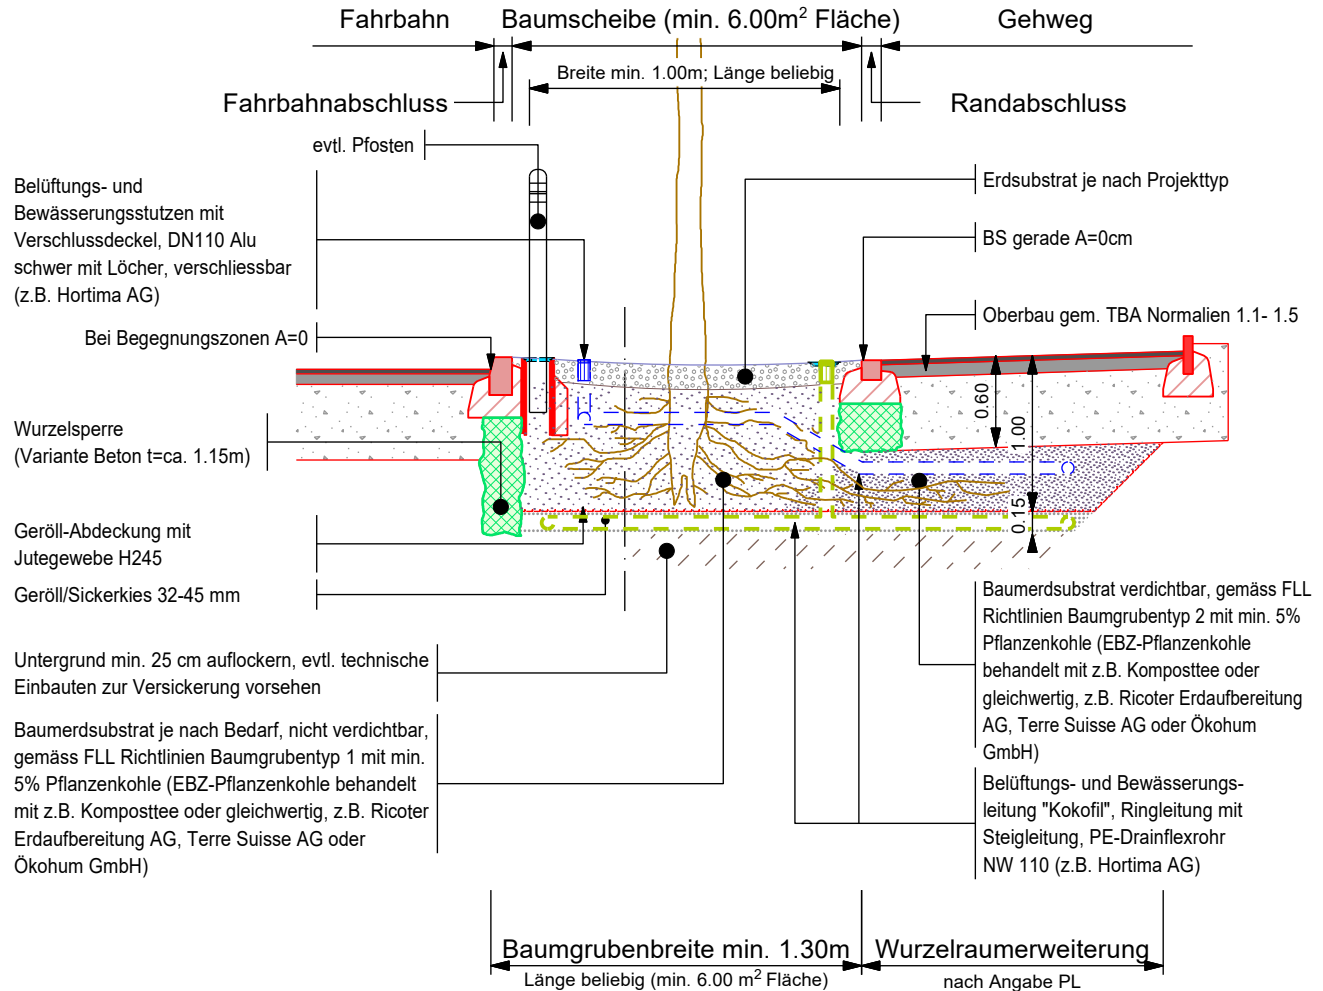 Fahrbahn
Baumscheibe (min. 6.00m² Fläche)
Gehweg
Breite min. 1.00m; Länge beliebig
Fahrbahnabschluss
Randabschluss
evtl. Pfosten
Belüftungs- und
Bewässerungsstutzen mit
Verschlussdeckel, DN110 Alu
schwer mit Löcher, verschliessbar
(z.B. Hortima AG)
Erdsubstrat je nach Projekttyp
BS gerade A=0cm
Oberbau gem. TBA Normalien 1.1- 1.5
Bei Begegnungszonen A=0
0.60
1.00
0.15
Wurzelsperre
(Variante Beton t=ca. 1.15m)
Geröll-Abdeckung mit
Jutegewebe H245
Geröll/Sickerkies 32-45 mm
Untergrund min. 25 cm auflockern, evtl. technische
Einbauten zur Versickerung vorsehen
Baumerdsubstrat je nach Bedarf, nicht verdichtbar,
gemäss FLL Richtlinien Baumgrubentyp 1 mit min.
5% Pflanzenkohle (EBZ-Pflanzenkohle behandelt
mit z.B. Komposttee oder gleichwertig, z.B. Ricoter
Erdaufbereitung AG, Terre Suisse AG oder
Ökohum GmbH)
Baumerdsubstrat verdichtbar, gemäss FLL
Richtlinien Baumgrubentyp 2 mit min. 5%
Pflanzenkohle (EBZ-Pflanzenkohle
behandelt mit z.B. Komposttee oder
gleichwertig, z.B. Ricoter Erdaufbereitung
AG, Terre Suisse AG oder Ökohum
GmbH)
Belüftungs- und Bewässerungs-
leitung "Kokofil", Ringleitung mit
Steigleitung, PE-Drainflexrohr
NW 110 (z.B. Hortima AG)
Baumgrubenbreite min. 1.30m
Länge beliebig (min. 6.00 m² Fläche)
Wurzelraumerweiterung
nach Angabe PL